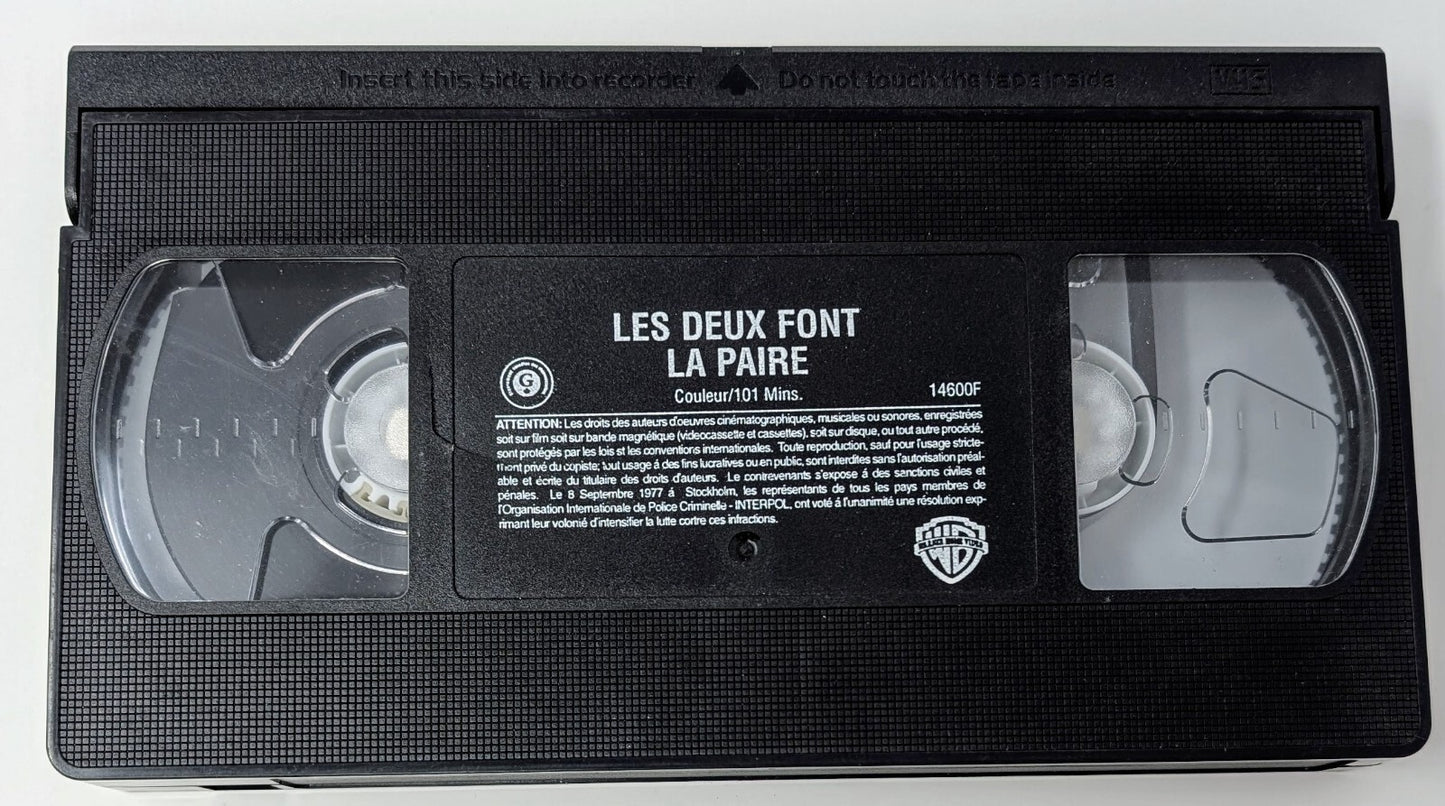 Insert this side into recorder Do not touch the tape inside VHS
LES DEUX FONT
LA PAIRE
Couleur/101 Mins.
14600F
G
ATTENTION: Les droits des auteurs d'oeuvres cinématographiques, musicales ou sonores, enregistrées
soit sur film soit sur bande magnétique (videocassette et cassettes), soit sur disque, ou tout autre procédé,
sont protégés par les lois st les conventions internationales. Toute reproduction, sauf pour l'usage stricte-
ment privé du copiste; tout usage á des fins lucratives ou en public, sont interdites sans l'autorisation préal-
able et écrite du titulaire des droits d'auteurs. Le contrevenants s'expose á des sanctions civiles et
pénales. Le 8 Septembre 1977 á Stockholm, les représentants de tous les pays membres de
l'Organisation Internationale de Police Criminelle - INTERPOL, ont voté á l'unanimité une résolution exp-
rimant leur volonié d'intensifier la lutte contre ces infractions.
WARNER HOME VIDEO